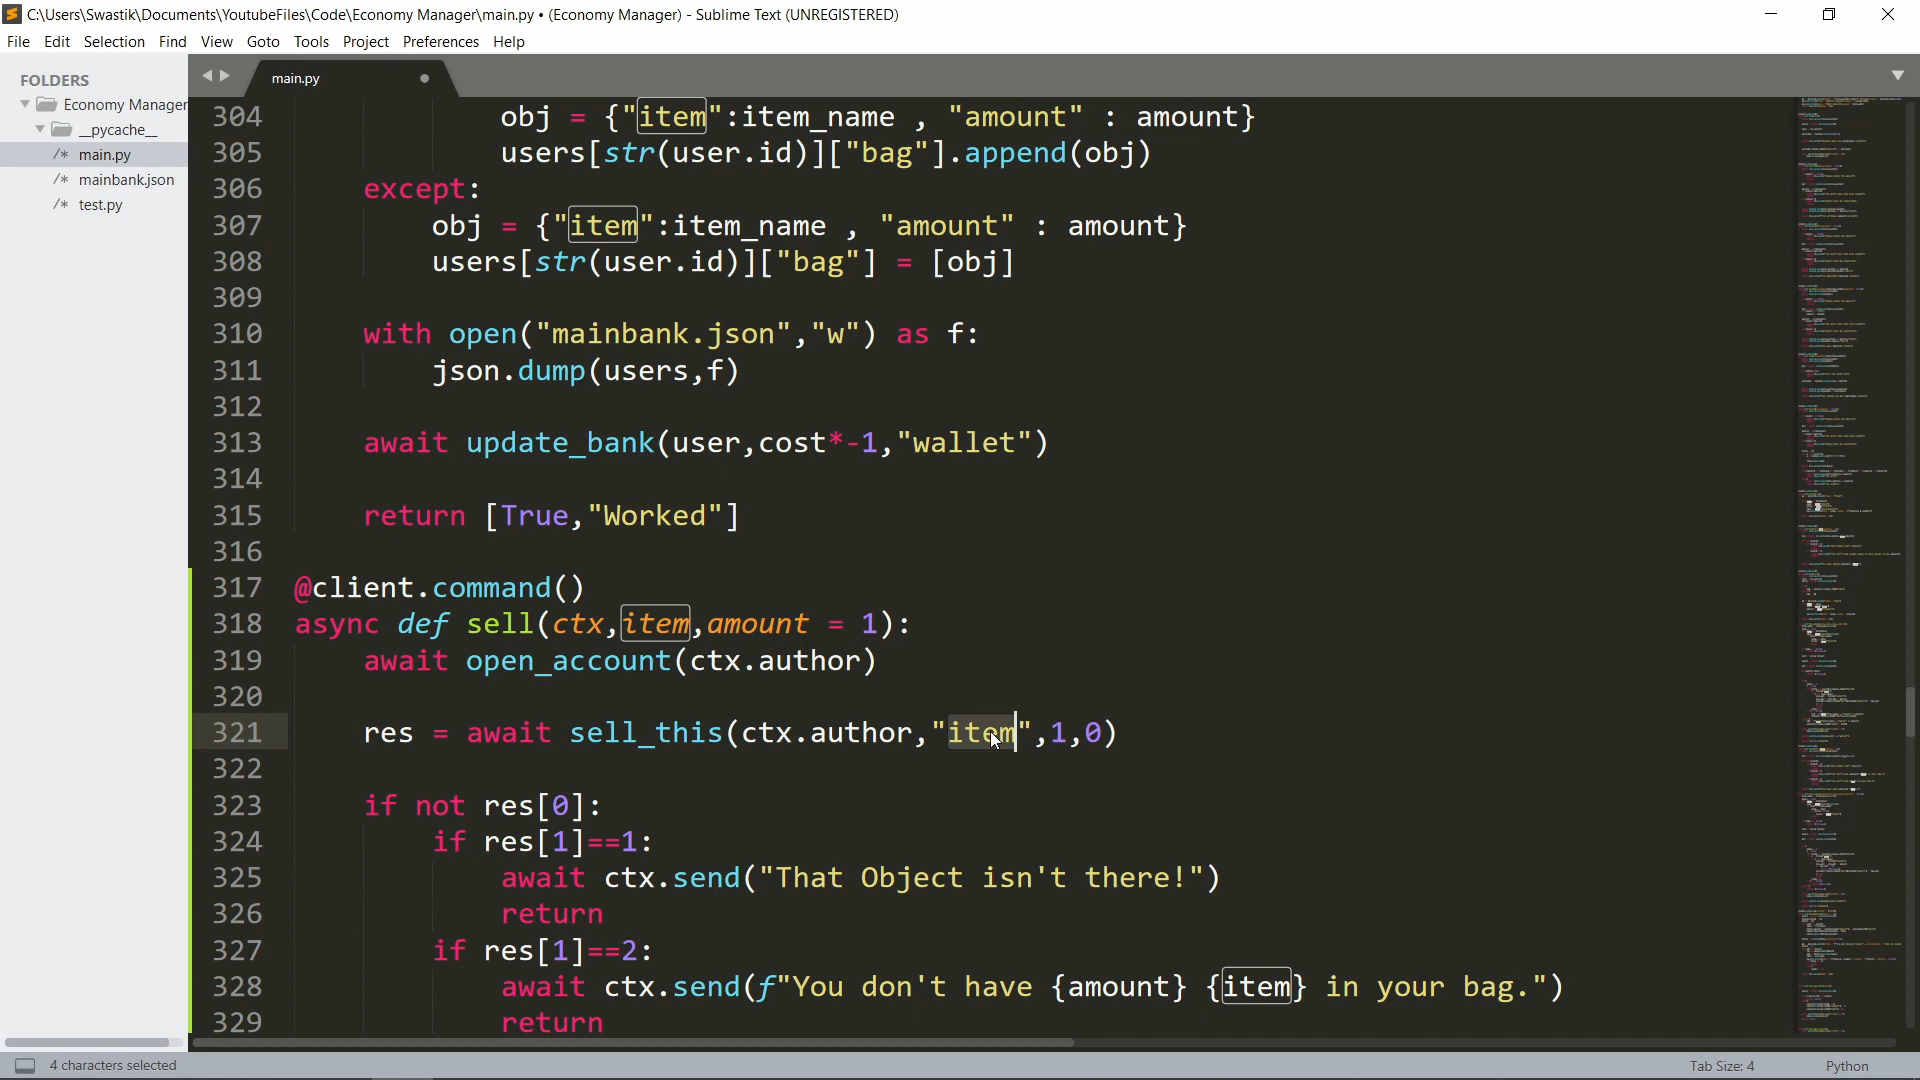 C:\Users\Swastik\Documents\YoutubeFiles\Code\Economy Manager\main.py • (Economy Manager) - Sublime Text (UNREGISTERED)
File Edit Selection Find View Goto Tools Project Preferences Help
FOLDERS
Economy Manager
__pycache__
/* main.py
/* mainbank.json
/* test.py
main.py
304 obj = {"item":item_name , "amount" : amount}
305 users[str(user.id)]["bag"].append(obj)
306 except:
307 obj = {"item":item_name , "amount" : amount}
308 users[str(user.id)]["bag"] = [obj]
309
310 with open("mainbank.json","w") as f:
311 json.dump(users,f)
312
313 await update_bank(user,cost*-1,"wallet")
314
315 return [True,"Worked"]
316
317 @client.command()
318 async def sell(ctx,item,amount = 1):
319 await open_account(ctx.author)
320
321 res = await sell_this(ctx.author,"item",1,0)
322
323 if not res[0]:
324 if res[1]==1:
325 await ctx.send("That Object isn't there!")
326 return
327 if res[1]==2:
328 await ctx.send(f"You don't have {amount} {item} in your bag.")
329 return
4 characters selected
Tab Size: 4
Python